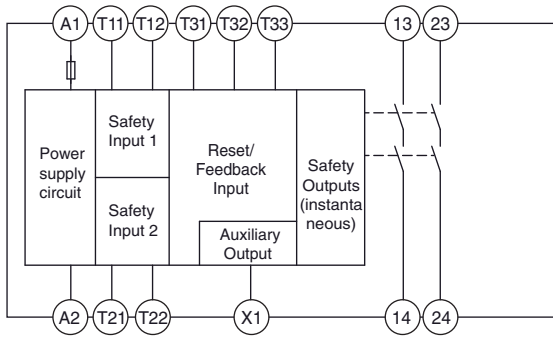 A1 T11 T12 T31 T32 T33 13 23
Power
supply
circuit
Safety
Input 1
Safety
Input 2
Reset/
Feedback
Input
Auxiliary
Output
Safety
Outputs
(instanta
neous)
A2 T21 T22 X1 14 24